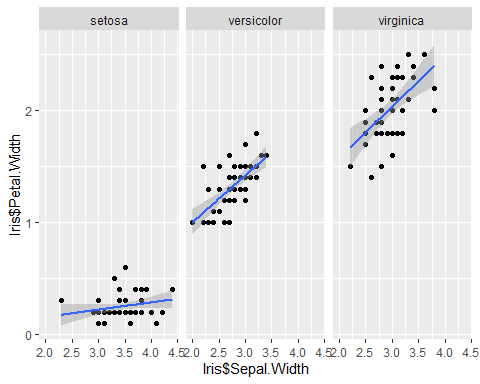 setosa versicolor virginica
Iris$Petal.Width
2
1
0
2.0 2.5 3.0 3.5 4.0 4.5 2.0 2.5 3.0 3.5 4.0 4.5 2.0 2.5 3.0 3.5 4.0 4.5
Iris$Sepal.Width